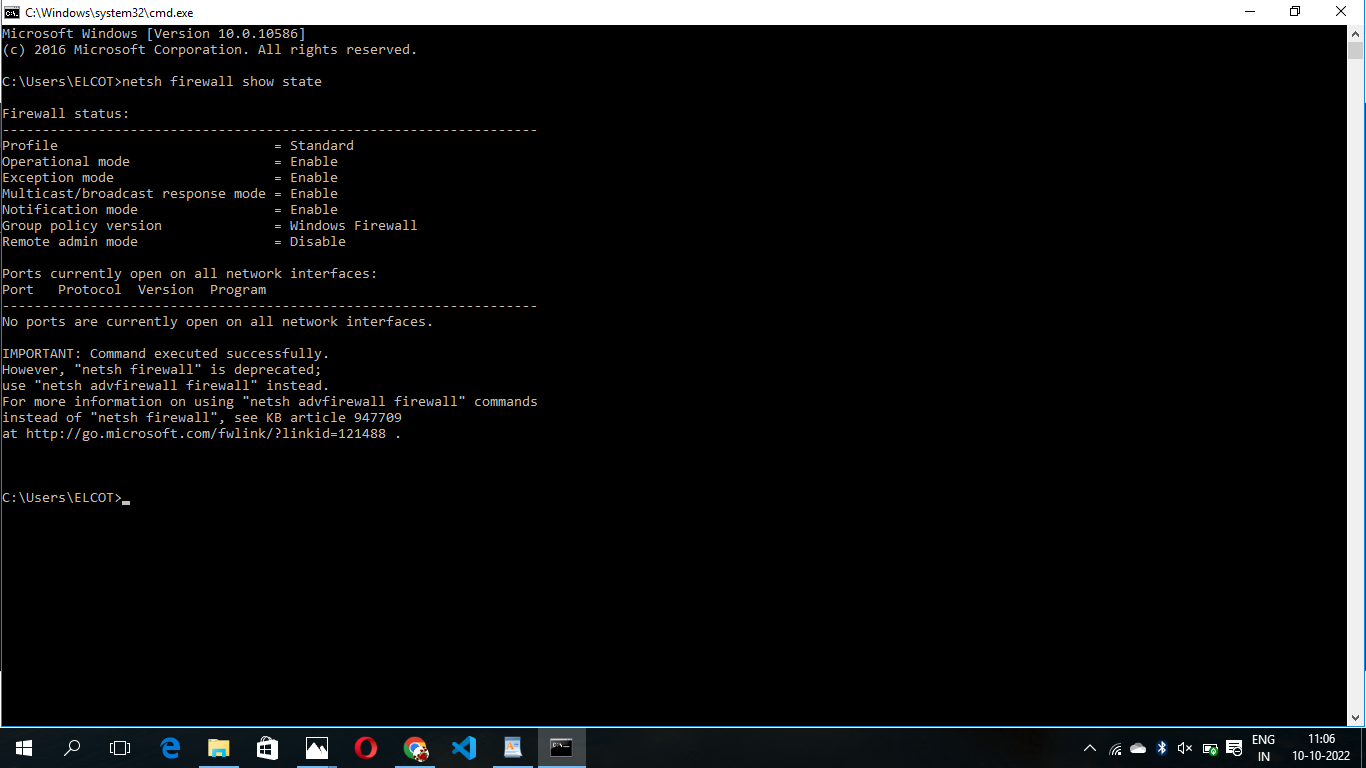 C:\Windows\system32\cmd.exe
Microsoft Windows [Version 10.0.10586]
(c) 2016 Microsoft Corporation. All rights reserved.
C:\Users\ELCOT>netsh firewall show state
Firewall status:
-------------------------------------------------------------------
Profile                           = Standard
Operational mode                  = Enable
Exception mode                    = Enable
Multicast/broadcast response mode = Enable
Notification mode                 = Enable
Group policy version              = Windows Firewall
Remote admin mode                 = Disable
Ports currently open on all network interfaces:
Port   Protocol  Version  Program
-------------------------------------------------------------------
No ports are currently open on all network interfaces.
IMPORTANT: Command executed successfully.
However, "netsh firewall" is deprecated;
use "netsh advfirewall firewall" instead.
For more information on using "netsh advfirewall firewall" commands
instead of "netsh firewall", see KB article 947709
at http://go.microsoft.com/fwlink/?linkid=121488 .
C:\Users\ELCOT>
ENG
IN
11:06
10-10-2022